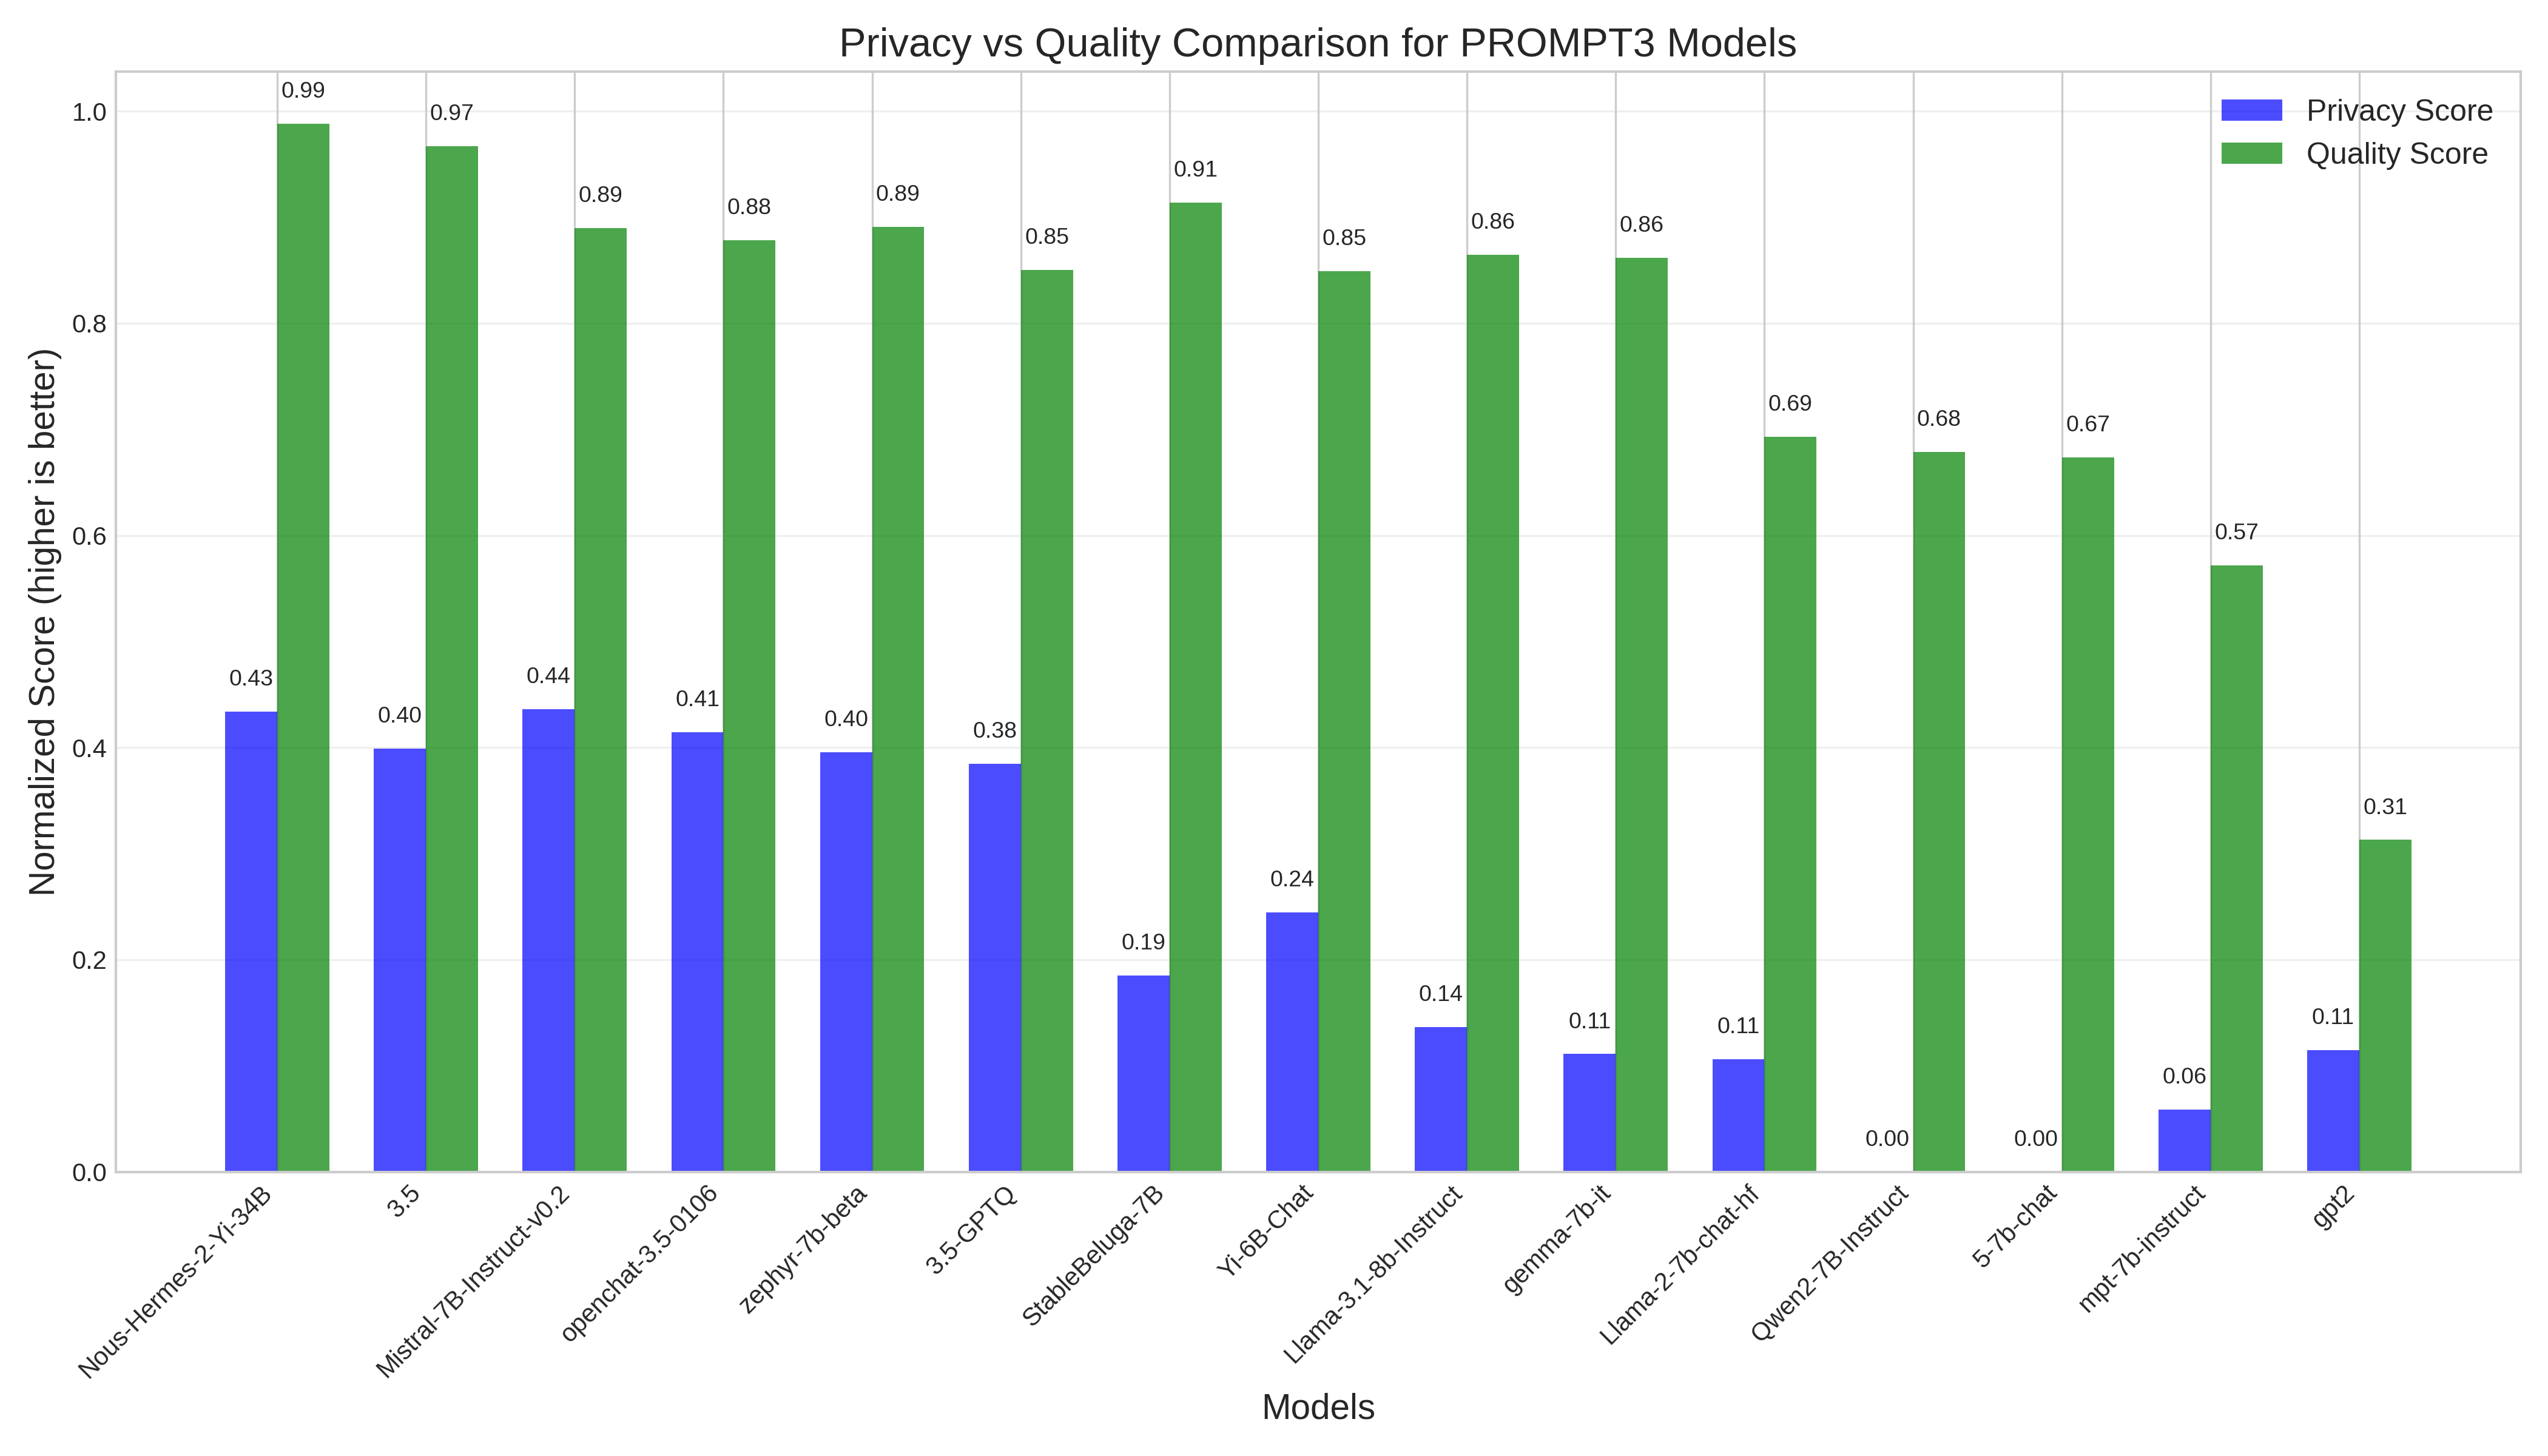 Privacy vs Quality Comparison for PROMPT3 Models
Privacy Score
Quality Score
Normalized Score (higher is better)
1.0
0.8
0.6
0.4
0.2
0.0
0.43
0.99
0.40
0.97
0.44
0.89
0.41
0.88
0.40
0.89
0.38
0.85
0.19
0.91
0.24
0.85
0.14
0.86
0.11
0.86
0.11
0.69
0.00
0.68
0.00
0.67
0.06
0.57
0.11
0.31
Nous-Hermes-2-Yi-34B
3.5
Mistral-7B-Instruct-v0.2
openchat-3.5-0106
zephyr-7b-beta
3.5-GPTQ
StableBeluga-7B
Yi-6B-Chat
Llama-3.1-8b-Instruct
gemma-7b-it
Llama-2-7b-chat-hf
Qwen2-7B-Instruct
5-7b-chat
mpt-7b-instruct
gpt2
Models